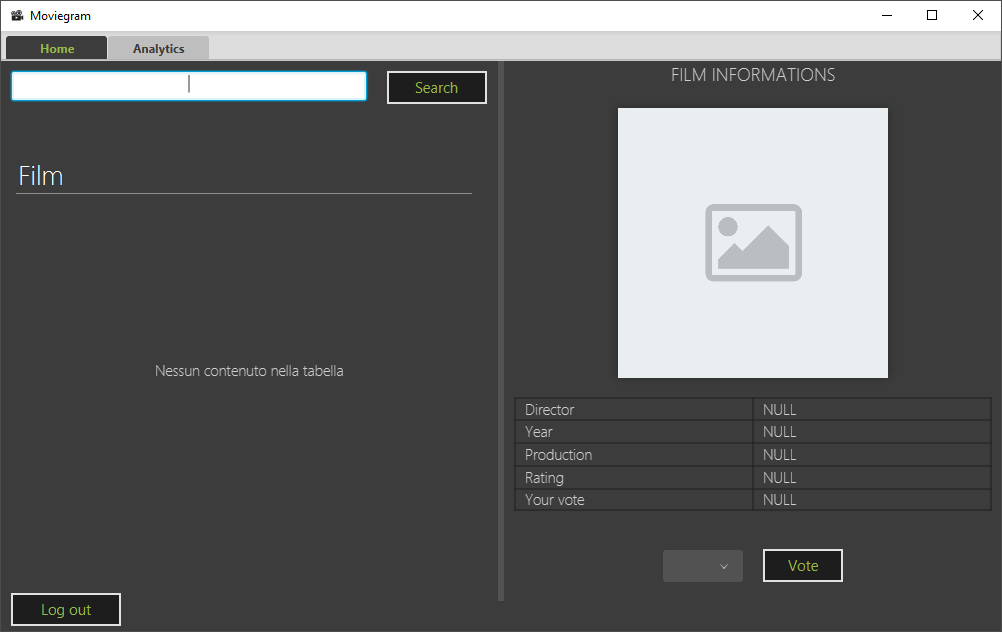 Moviegram
Home
Analytics
Search
Film
Nessun contenuto nella tabella
Log out
FILM INFORMATIONS
Director NULL
Year NULL
Production NULL
Rating NULL
Your vote NULL
Vote